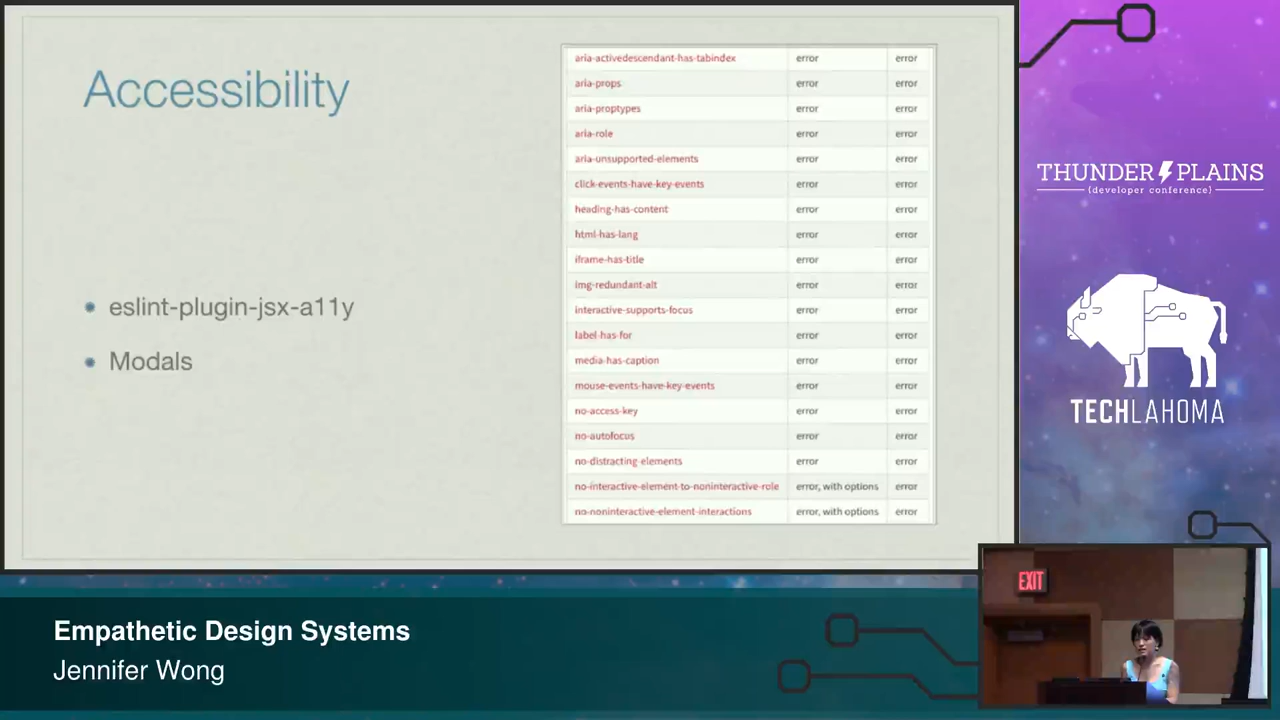 Accessibility
eslint-plugin-jsx-a11y
Modals
aria-activedescendant-has-tabindex error error
aria-props error error
aria-proptypes error error
aria-role error error
aria-unsupported-elements error error
click-events-have-key-events error error
heading-has-content error error
html-has-lang error error
iframe-has-title error error
img-redundant-alt error error
interactive-supports-focus error error
label-has-for error error
media-has-caption error error
mouse-events-have-key-events error error
no-access-key error error
no-autofocus error error
no-distracting-elements error error
no-interactive-element-to-noninteractive-role error, with options error
no-noninteractive-element-interactions error, with options error
THUNDER PLAINS
{developer conference}
TECHLAHOMA
EXIT
Empathetic Design Systems
Jennifer Wong